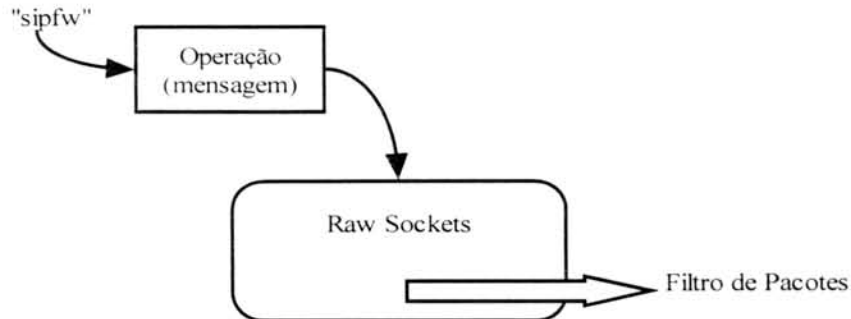 "sipfw"
Operação
(mensagem)
Raw Sockets
Filtro de Pacotes